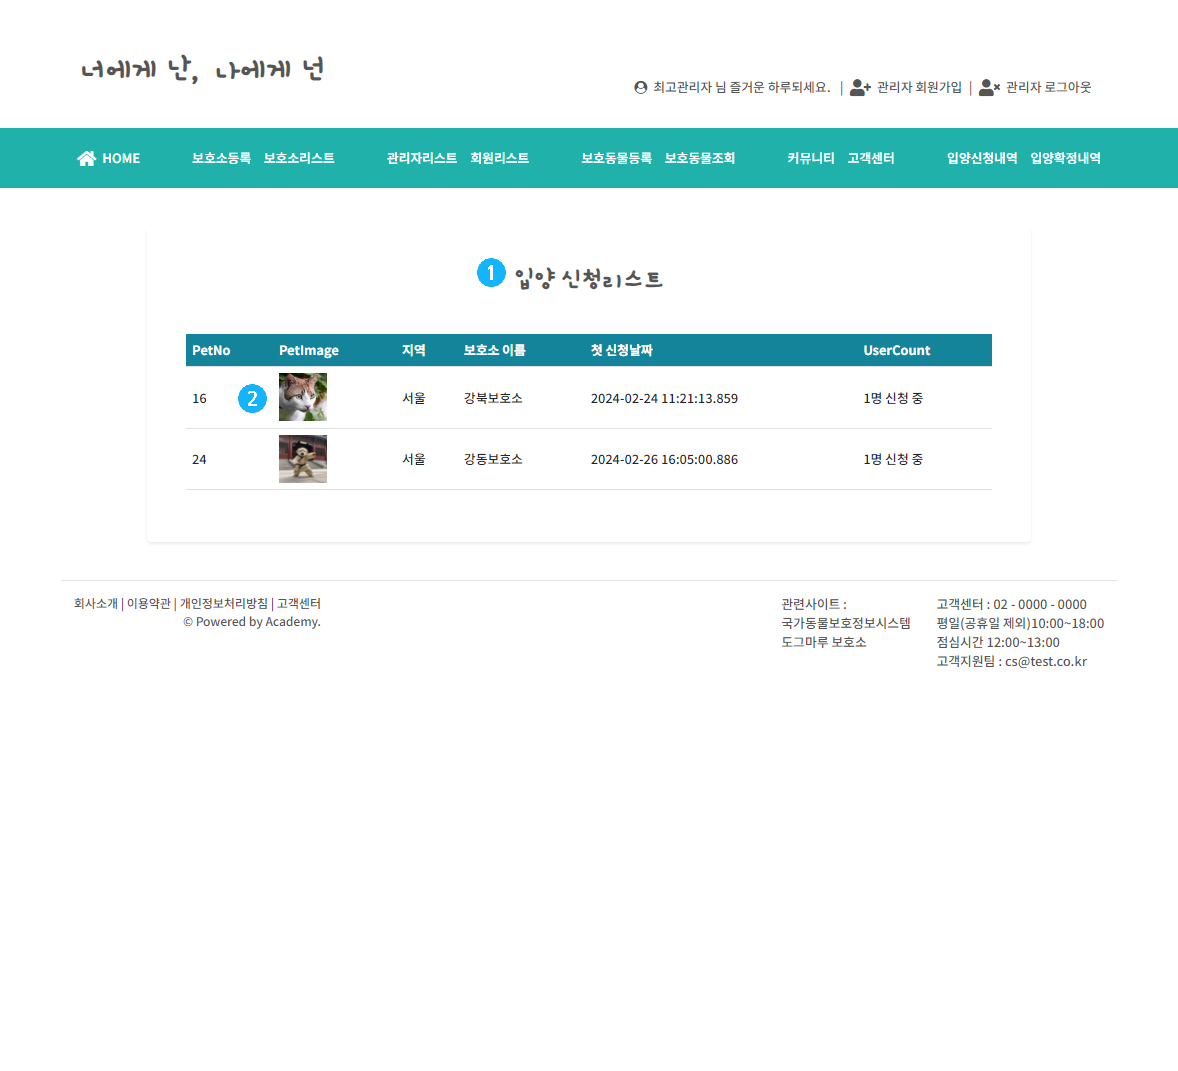 너에게 난, 나에게 넌
최고관리자 님 즐거운 하루되세요. | 관리자 회원가입 | 관리자 로그아웃
HOME 보호소등록 보호소리스트 관리자리스트 회원리스트 보호동물등록 보호동물조회 커뮤니티 고객센터 입양신청내역 입양확정내역
1 입양 신청리스트
PetNo PetImage 지역 보호소 이름 첫 신청날짜 UserCount
16 2 서울 강북보호소 2024-02-24 11:21:13.859 1명 신청 중
24 서울 강동보호소 2024-02-26 16:05:00.886 1명 신청 중
회사소개 | 이용약관 | 개인정보처리방침 | 고객센터
© Powered by Academy.
관련사이트 :
국가동물보호정보시스템
도그마루 보호소
고객센터 : 02 - 0000 - 0000
평일(공휴일 제외)10:00~18:00
점심시간 12:00~13:00
고객지원팀 : cs@test.co.kr